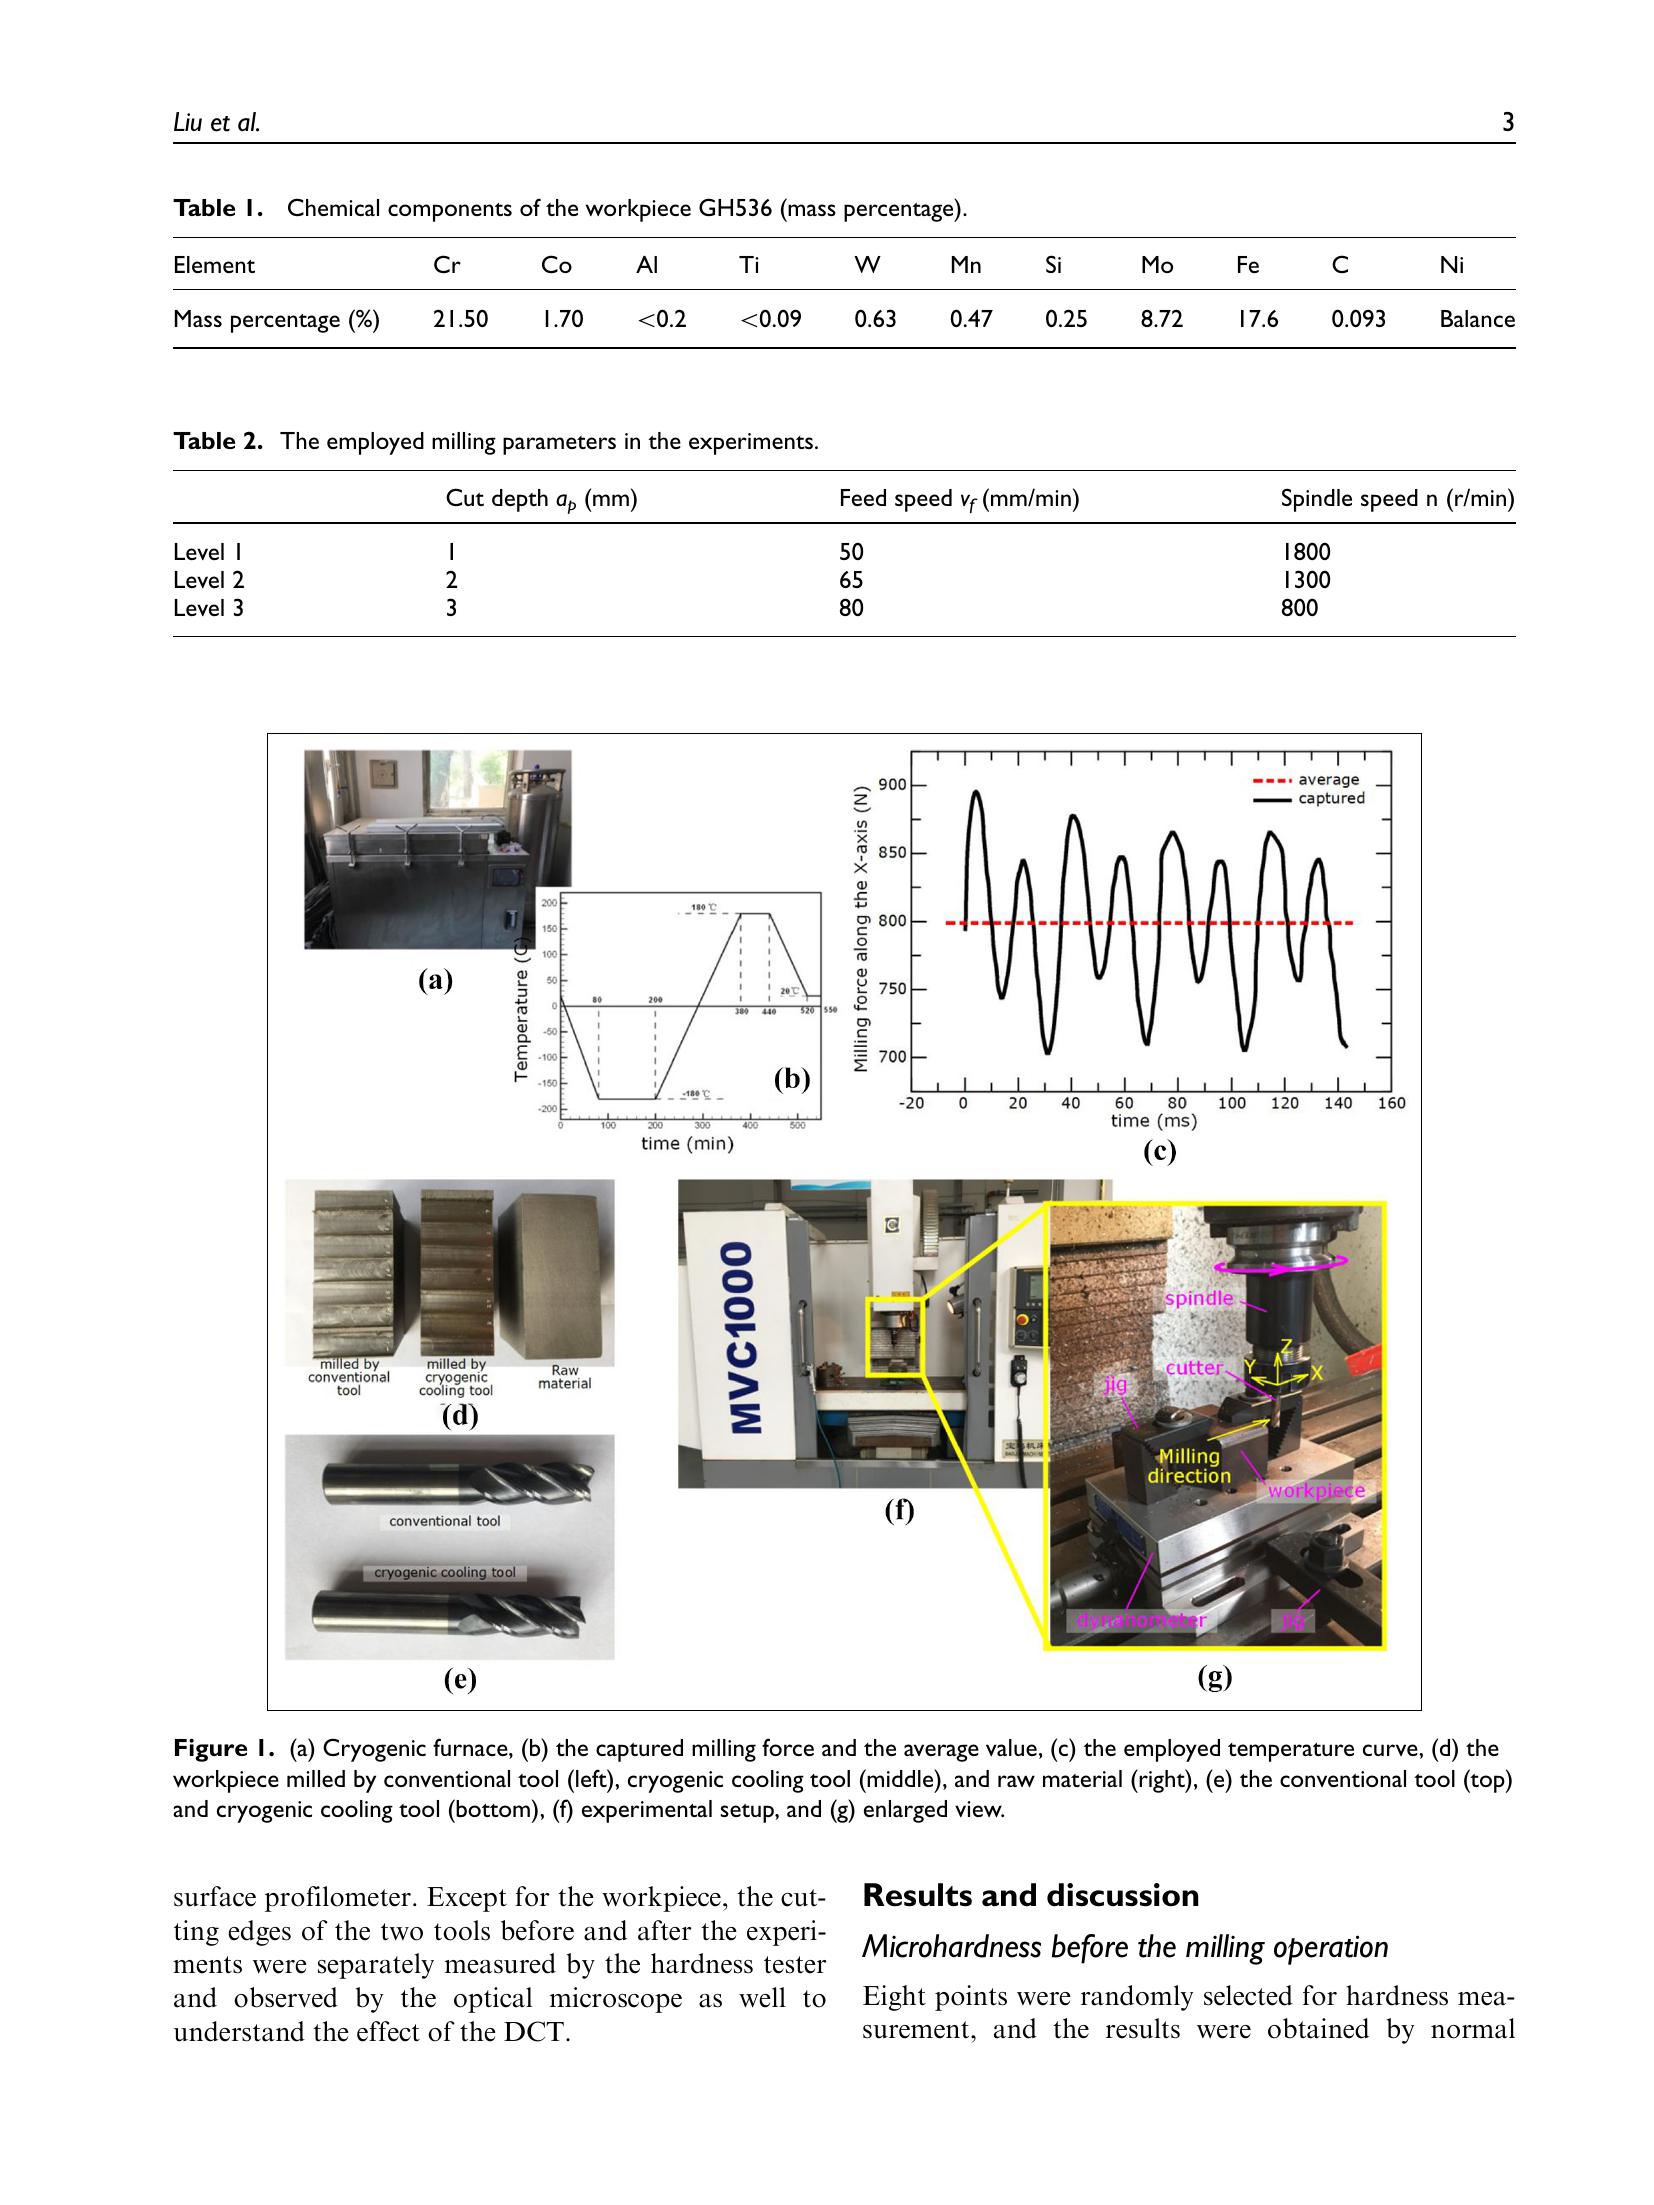 Liu et al. 3
Table 1. Chemical components of the workpiece GH536 (mass percentage).
Element Cr Co Al Ti W Mn Si Mo Fe C Ni
Mass percentage (%) 21.50 1.70 <0.2 <0.09 0.63 0.47 0.25 8.72 17.6 0.093 Balance
Table 2. The employed milling parameters in the experiments.
Cut depth ap (mm) Feed speed vf (mm/min) Spindle speed n (r/min)
Level 1 1 50 1800
Level 2 2 65 1300
Level 3 3 80 800
(a)
Temperature (C)
200
150
100
50
0
-50
-100
-150
-200
180 ℃
20℃
-180 ℃
80 200 380 440 520 550
0 100 200 300 400 500
time (min)
(b)
Milling force along the X-axis (N)
900
850
800
750
700
average
captured
-20 0 20 40 60 80 100 120 140 160
time (ms)
(c)
milled by
conventional
tool
milled by
cryogenic
cooling tool
Raw
material
(d)
conventional tool
cryogenic cooling tool
(e)
MVC1000
(f)
spindle
cutter
Z
Y
X
jig
Milling
direction
workpiece
dynanometer
jig
(g)
Figure 1. (a) Cryogenic furnace, (b) the captured milling force and the average value, (c) the employed temperature curve, (d) the
workpiece milled by conventional tool (left), cryogenic cooling tool (middle), and raw material (right), (e) the conventional tool (top)
and cryogenic cooling tool (bottom), (f) experimental setup, and (g) enlarged view.
surface profilometer. Except for the workpiece, the cut-
ting edges of the two tools before and after the experi-
ments were separately measured by the hardness tester
and observed by the optical microscope as well to
understand the effect of the DCT.
Results and discussion
Microhardness before the milling operation
Eight points were randomly selected for hardness mea-
surement, and the results were obtained by normal